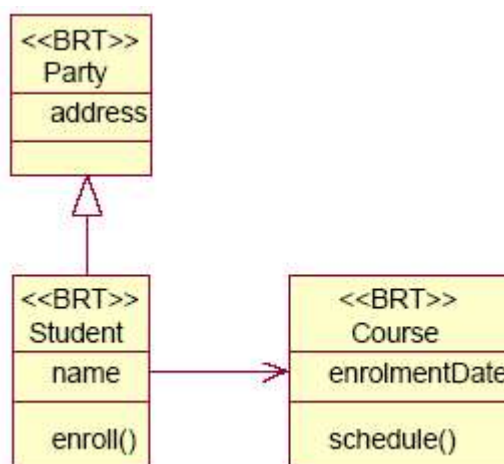 <<BRT>>
Party
address
<<BRT>>
Student
name
enroll()
<<BRT>>
Course
enrolmentDate
schedule()